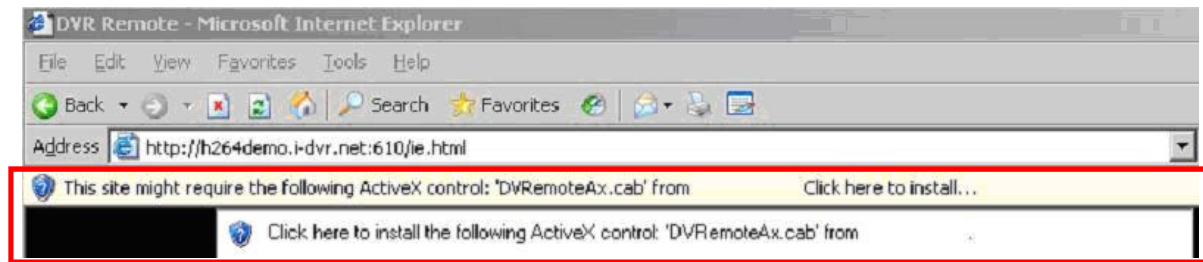 DVR Remote - Microsoft Internet Explorer
File Edit View Favorites Tools Help
Back Search Favorites
Address http://h264demo.i-dvr.net:610/ie.html
This site might require the following ActiveX control: 'DVRemoteAx.cab' from Click here to install...
Click here to install the following ActiveX control: 'DVRemoteAx.cab' from .